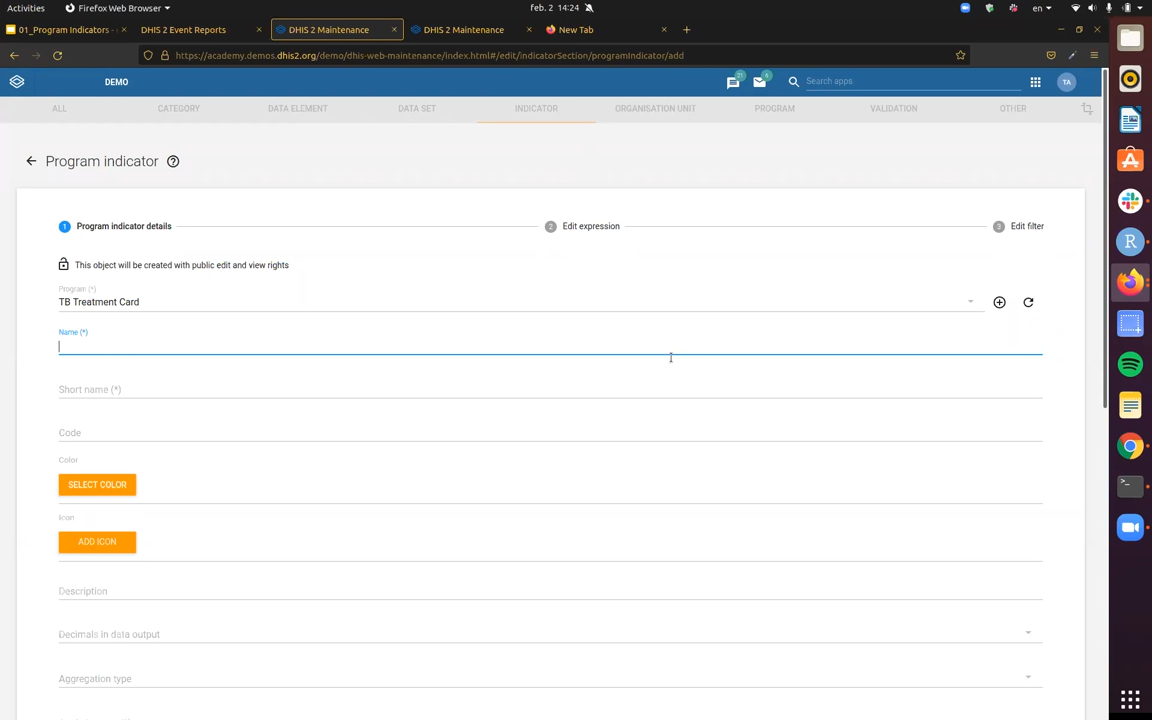 Activities Firefox Web Browser feb. 2 14:24 en
01_Program Indicators - DHIS 2 Event Reports DHIS 2 Maintenance DHIS 2 Maintenance New Tab
https://academy.demos.dhis2.org/demo/dhis-web-maintenance/index.html#/edit/indicatorSection/programIndicator/add
DEMO 21 6 Search apps TA
ALL CATEGORY DATA ELEMENT DATA SET INDICATOR ORGANISATION UNIT PROGRAM VALIDATION OTHER
Program indicator
1 Program indicator details 2 Edit expression 3 Edit filter
This object will be created with public edit and view rights
Program (*)
TB Treatment Card
Name (*)
Short name (*)
Code
Color
SELECT COLOR
Icon
ADD ICON
Description
Decimals in data output
Aggregation type